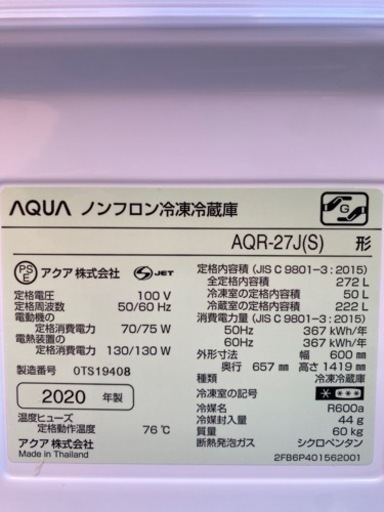 AQUA ノンフロン冷凍冷蔵庫
G
AQR-27J(S) 形
PS E アクア株式会社 S JET
定格電圧 100 V
定格周波数 50/60 Hz
電動機の
定格消費電力 70/75 W
電熱装置の
定格消費電力 130/130 W
製造番号 0TS19408
2020 年製
温度ヒューズ
定格動作温度 76℃
アクア株式会社
Made in Thailand
定格内容積 (JIS C 9801-3 : 2015)
全定格内容積 272 L
冷凍室の定格内容積 50 L
冷蔵室の定格内容積 222 L
消費電力量 (JIS C 9801-3 : 2015)
50Hz 367 kWh/年
60Hz 367 kWh/年
外形寸法 幅 600 mm
奥行 657 mm 高さ 1419 mm
種類 冷凍冷蔵庫
冷凍室の記号
冷媒名 R600a
冷媒封入量 44 g
質量 60 kg
断熱発泡ガス シクロペンタン
2FB6P401562001